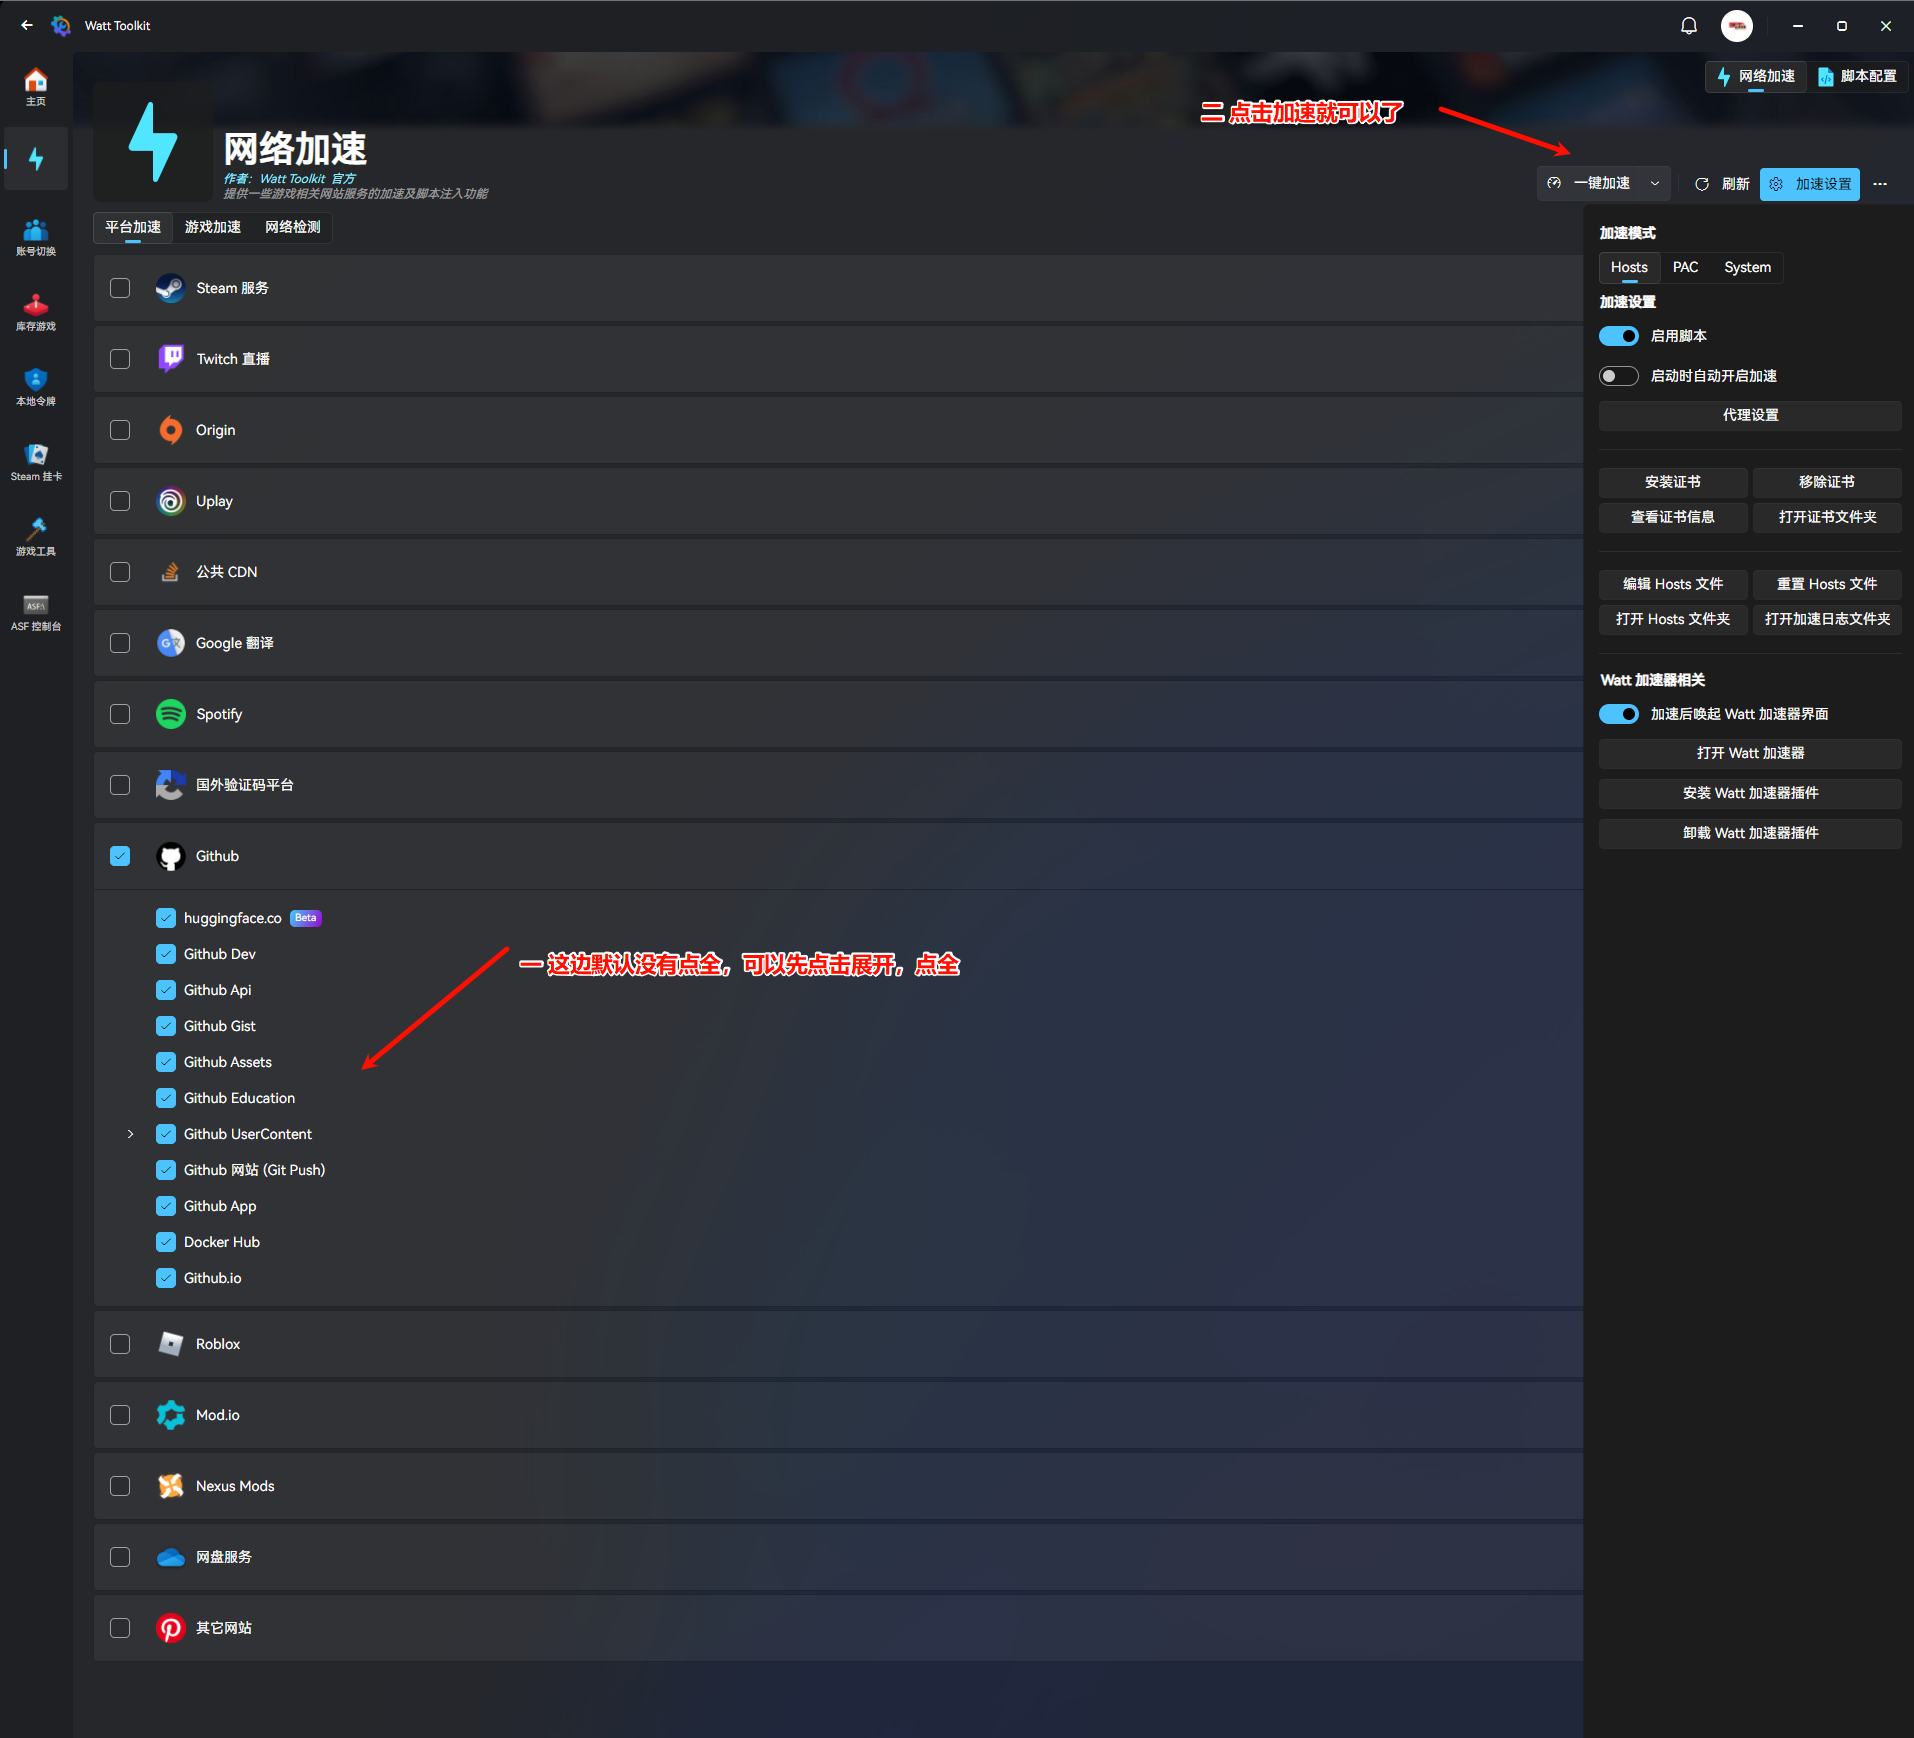 Watt Toolkit
主页
账号切换
库存游戏
本地令牌
Steam 挂卡
游戏工具
ASF
ASF 控制台
网络加速
脚本配置
二 点击加速就可以了
网络加速
作者：Watt Toolkit 官方
提供一些游戏相关网站服务的加速及脚本注入功能
一键加速
刷新
加速设置
平台加速
游戏加速
网络检测
Steam 服务
Twitch 直播
Origin
Uplay
公共 CDN
Google 翻译
Spotify
国外验证码平台
Github
huggingface.co Beta
Github Dev
一 这边默认没有点全，可以先点击展开，点全
Github Api
Github Gist
Github Assets
Github Education
Github UserContent
Github 网站 (Git Push)
Github App
Docker Hub
Github.io
Roblox
Mod.io
Nexus Mods
网盘服务
其它网站
加速模式
Hosts PAC System
加速设置
启用脚本
启动时自动开启加速
代理设置
安装证书 移除证书
查看证书信息 打开证书文件夹
编辑 Hosts 文件 重置 Hosts 文件
打开 Hosts 文件夹 打开加速日志文件夹
Watt 加速器相关
加速后唤起 Watt 加速器界面
打开 Watt 加速器
安装 Watt 加速器插件
卸载 Watt 加速器插件